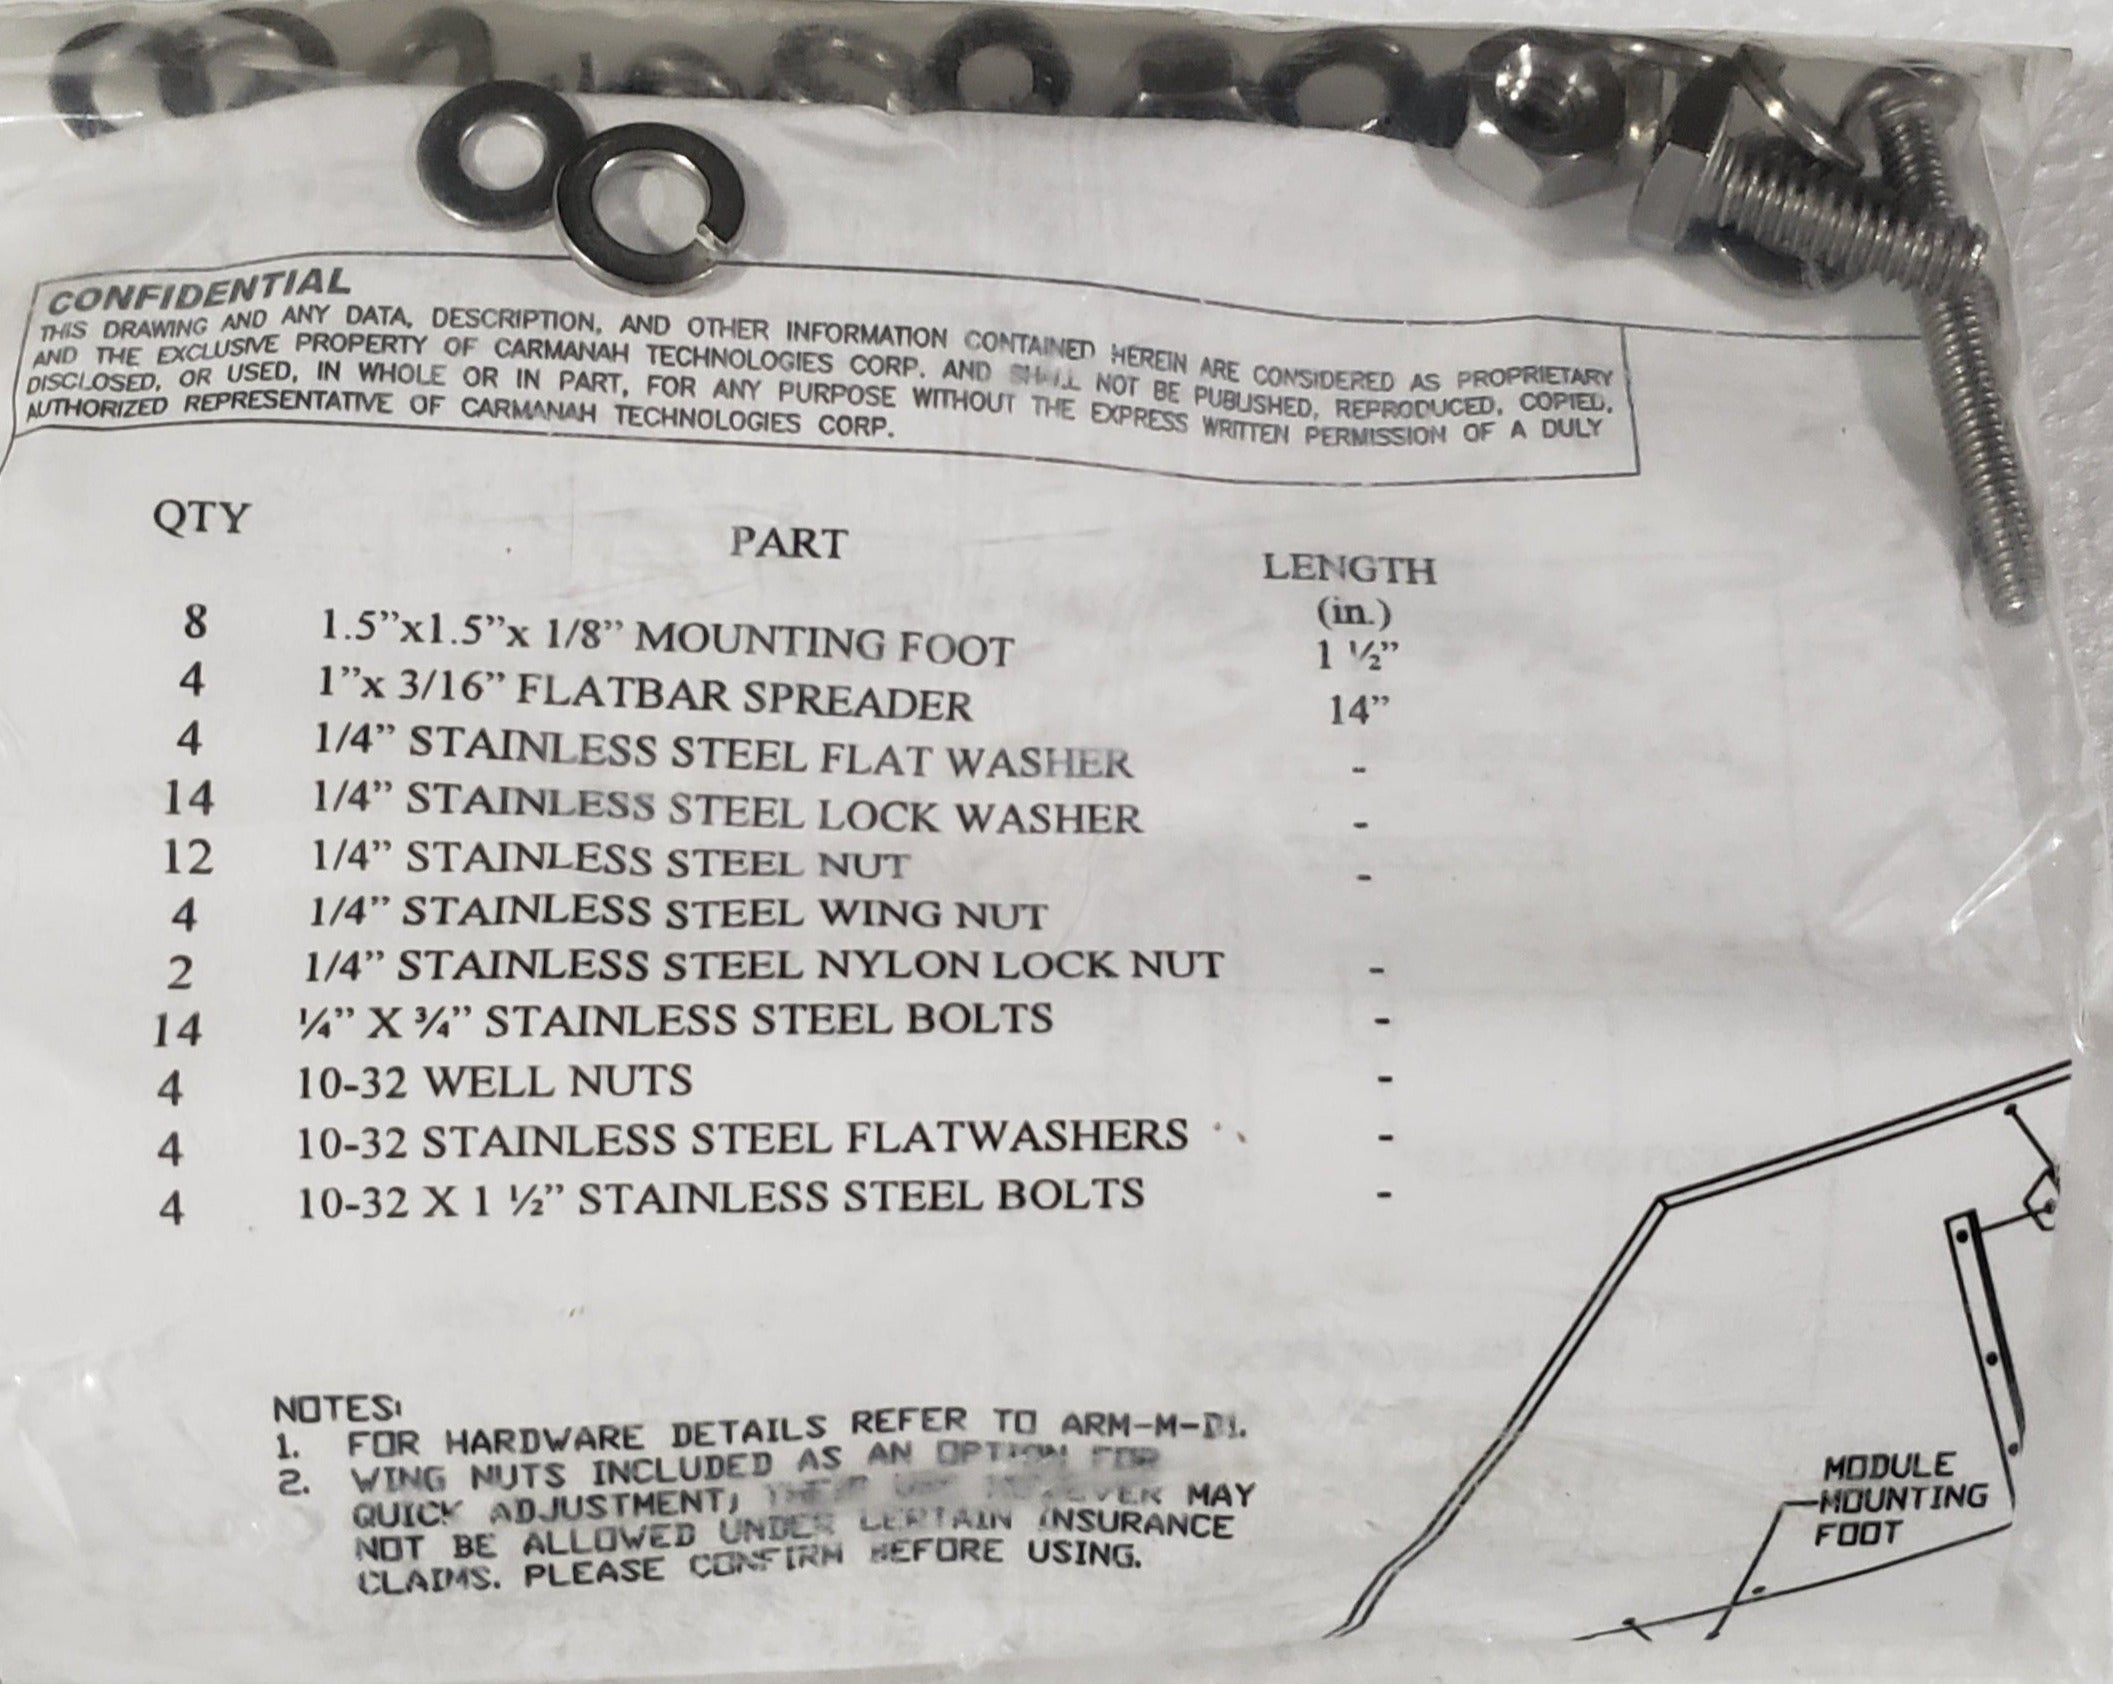 CONFIDENTIAL
THIS DRAWING AND ANY DATA, DESCRIPTION, AND OTHER INFORMATION CONTAINED HEREIN ARE CONSIDERED AS PROPRIETARY
AND THE EXCLUSIVE PROPERTY OF CARMANAH TECHNOLOGIES CORP. AND SHALL NOT BE PUBLISHED, REPRODUCED, COPIED,
DISCLOSED, OR USED, IN WHOLE OR IN PART, FOR ANY PURPOSE WITHOUT THE EXPRESS WRITTEN PERMISSION OF A DULY
AUTHORIZED REPRESENTATIVE OF CARMANAH TECHNOLOGIES CORP.
QTY PART LENGTH
(in.)
8 1.5”x1.5”x 1/8” MOUNTING FOOT 1 ½”
4 1”x 3/16” FLATBAR SPREADER 14”
4 1/4” STAINLESS STEEL FLAT WASHER -
14 1/4” STAINLESS STEEL LOCK WASHER -
12 1/4” STAINLESS STEEL NUT -
4 1/4” STAINLESS STEEL WING NUT
2 1/4” STAINLESS STEEL NYLON LOCK NUT -
14 ¼” X ¾” STAINLESS STEEL BOLTS -
4 10-32 WELL NUTS -
4 10-32 STAINLESS STEEL FLATWASHERS -
4 10-32 X 1 ½” STAINLESS STEEL BOLTS -
NOTES:
1. FOR HARDWARE DETAILS REFER TO ARM-M-D1.
2. WING NUTS INCLUDED AS AN OPTION FOR
QUICK ADJUSTMENT; MAY
NOT BE ALLOWED UNDER CERTAIN INSURANCE
CLAIMS. PLEASE CONFIRM BEFORE USING.
MODULE
MOUNTING
FOOT